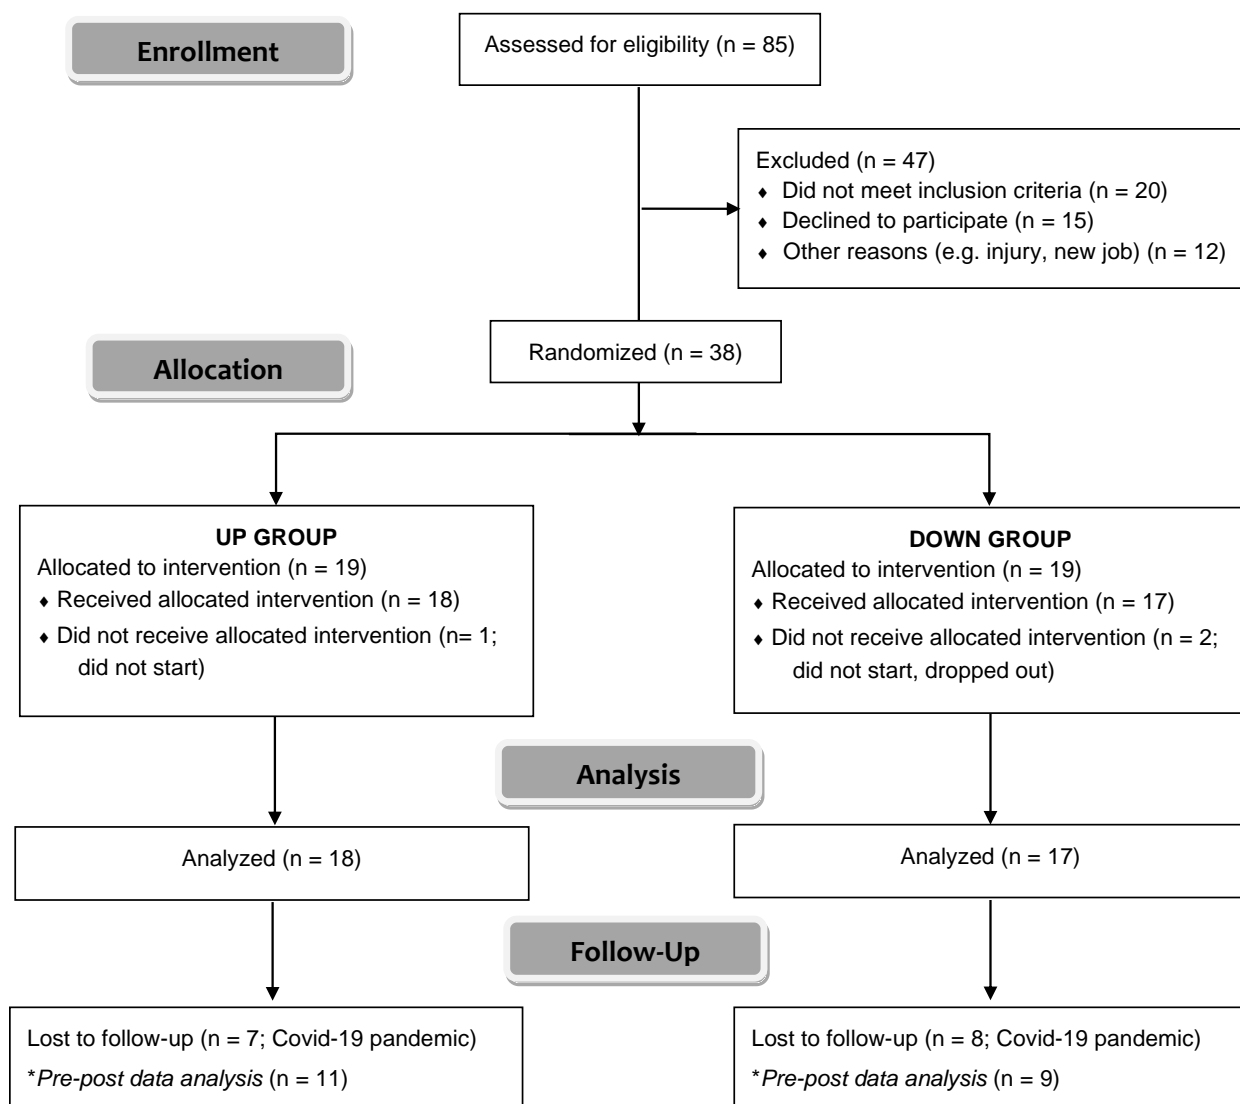 Enrollment
Assessed for eligibility (n = 85)
Excluded (n = 47)
♦ Did not meet inclusion criteria (n = 20)
♦ Declined to participate (n = 15)
♦ Other reasons (e.g. injury, new job) (n = 12)
Randomized (n = 38)
Allocation
UP GROUP
Allocated to intervention (n = 19)
♦ Received allocated intervention (n = 18)
♦ Did not receive allocated intervention (n= 1;
did not start)
DOWN GROUP
Allocated to intervention (n = 19)
♦ Received allocated intervention (n = 17)
♦ Did not receive allocated intervention (n = 2;
did not start, dropped out)
Analysis
Analyzed (n = 18)
Analyzed (n = 17)
Follow-Up
Lost to follow-up (n = 7; Covid-19 pandemic)
*Pre-post data analysis (n = 11)
Lost to follow-up (n = 8; Covid-19 pandemic)
*Pre-post data analysis (n = 9)